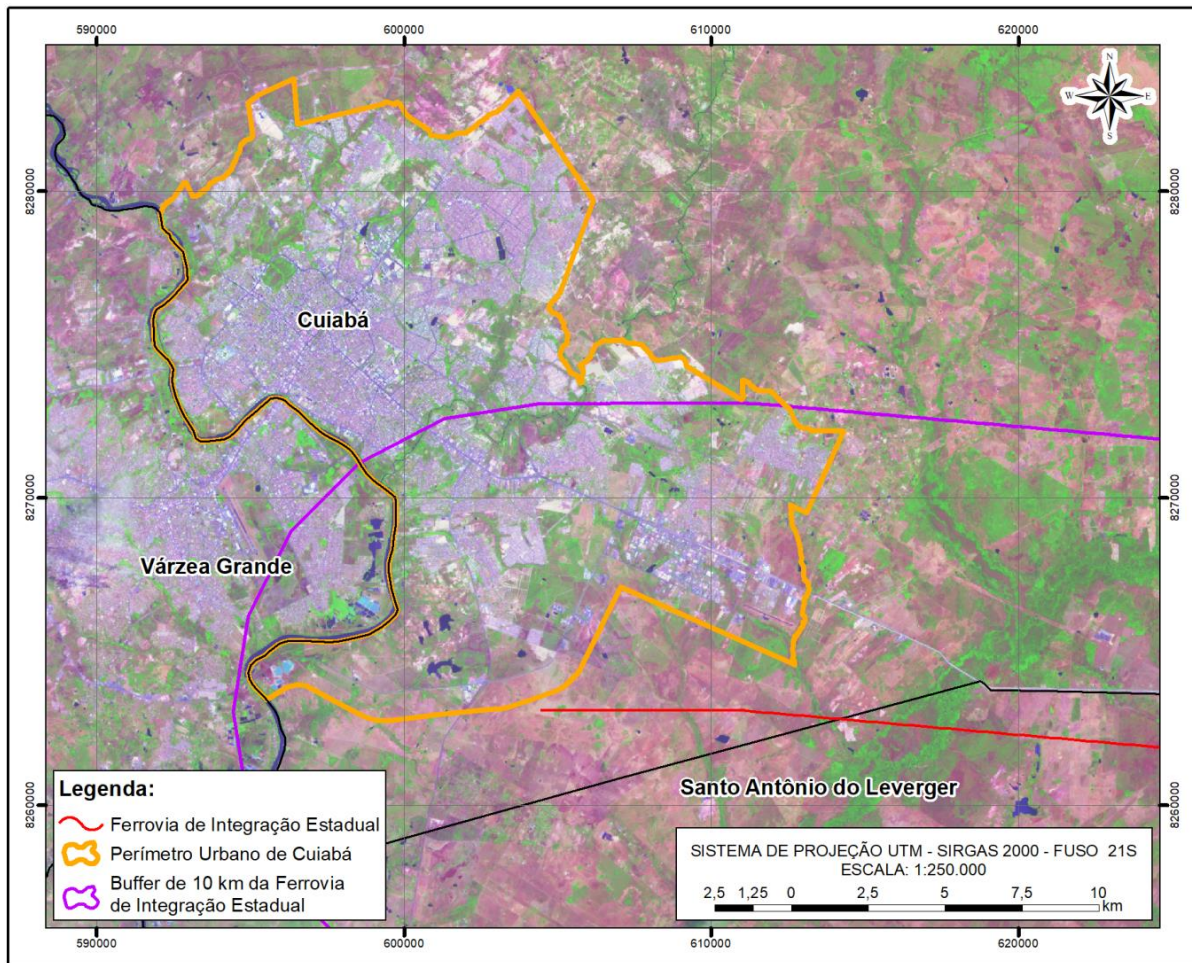 590000 600000 610000 620000
N
W E
S
8280000 8280000
Cuiabá
8270000 8270000
Várzea Grande
Santo Antônio do Leverger
8260000 8260000
Legenda:
Ferrovia de Integração Estadual
Perímetro Urbano de Cuiabá
Buffer de 10 km da Ferrovia
de Integração Estadual
SISTEMA DE PROJEÇÃO UTM - SIRGAS 2000 - FUSO 21S
ESCALA: 1:250.000
2,5 1,25 0 2,5 5 7,5 10
km
590000 600000 610000 620000